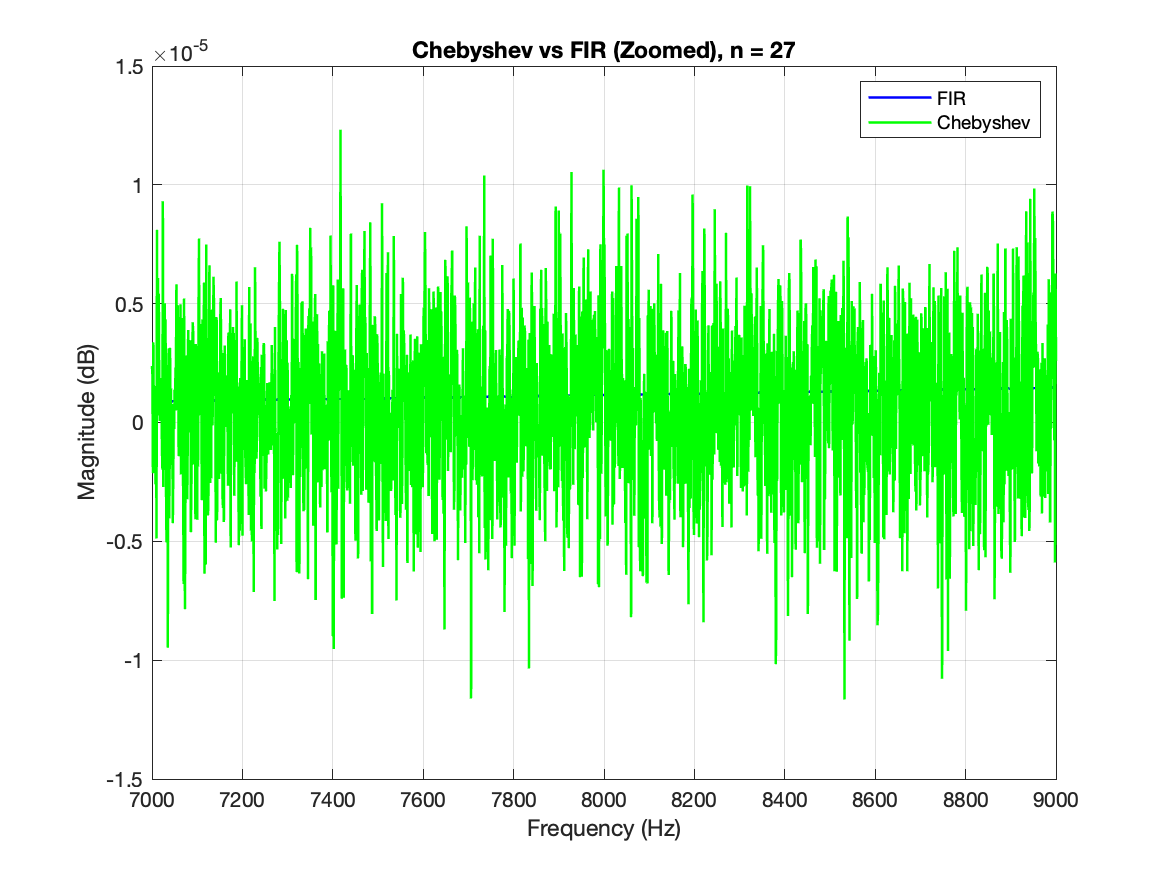 Chebyshev vs FIR (Zoomed), n = 27
×10⁻⁵
1.5
1
0.5
0
-0.5
-1
-1.5
Magnitude (dB)
FIR
Chebyshev
7000 7200 7400 7600 7800 8000 8200 8400 8600 8800 9000
Frequency (Hz)